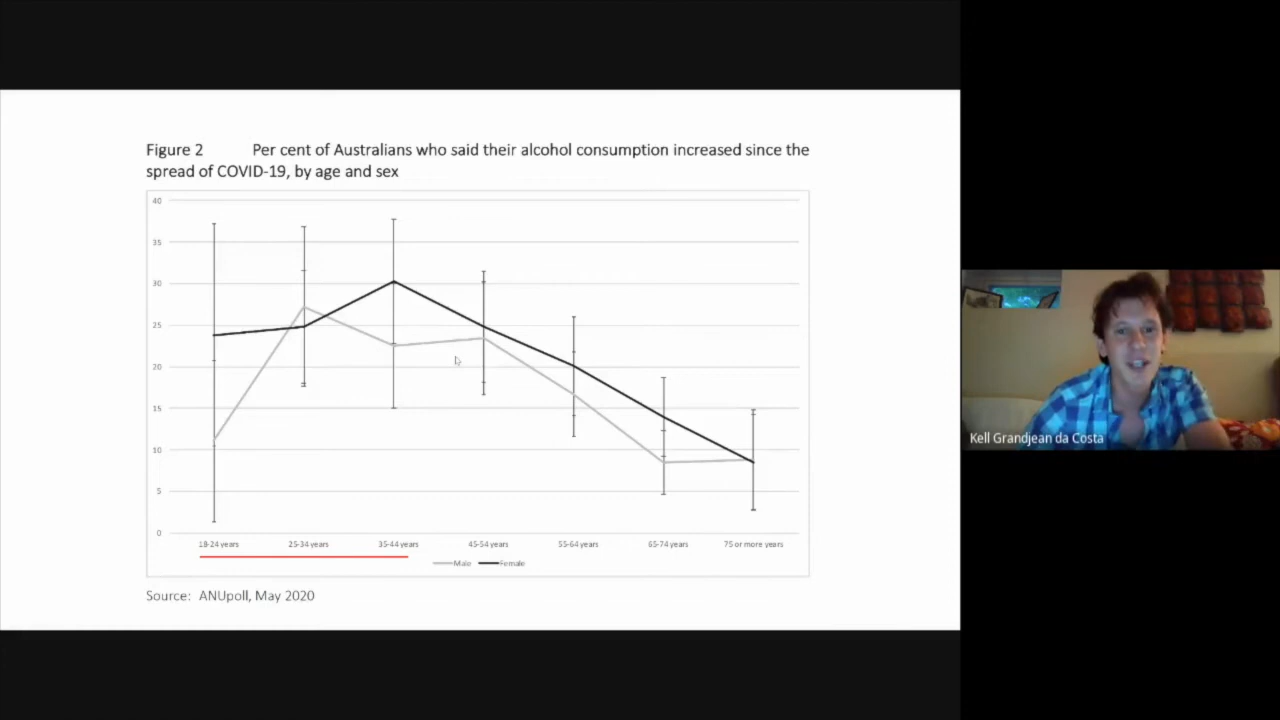 Figure 2 Per cent of Australians who said their alcohol consumption increased since the
spread of COVID-19, by age and sex
40
35
30
25
20
15
10
5
0
18-24 years 25-34 years 35-44 years 45-54 years 55-64 years 65-74 years 75 or more years
Male Female
Source: ANUpoll, May 2020
Kell Grandjean da Costa